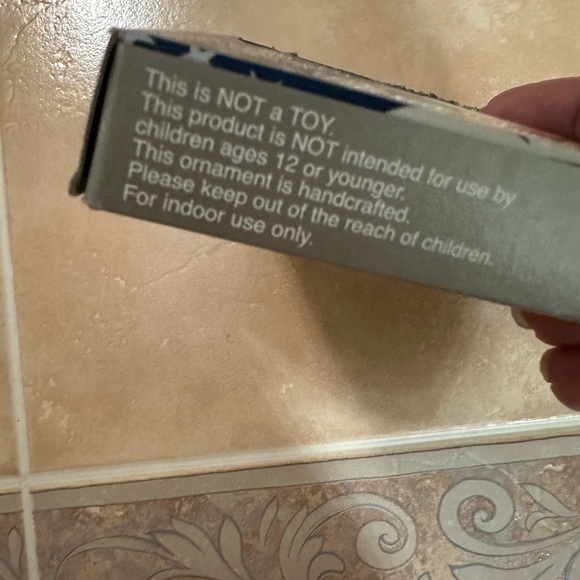 This is NOT a TOY.
This product is NOT intended for use by
children ages 12 or younger.
This ornament is handcrafted.
Please keep out of the reach of children.
For indoor use only.